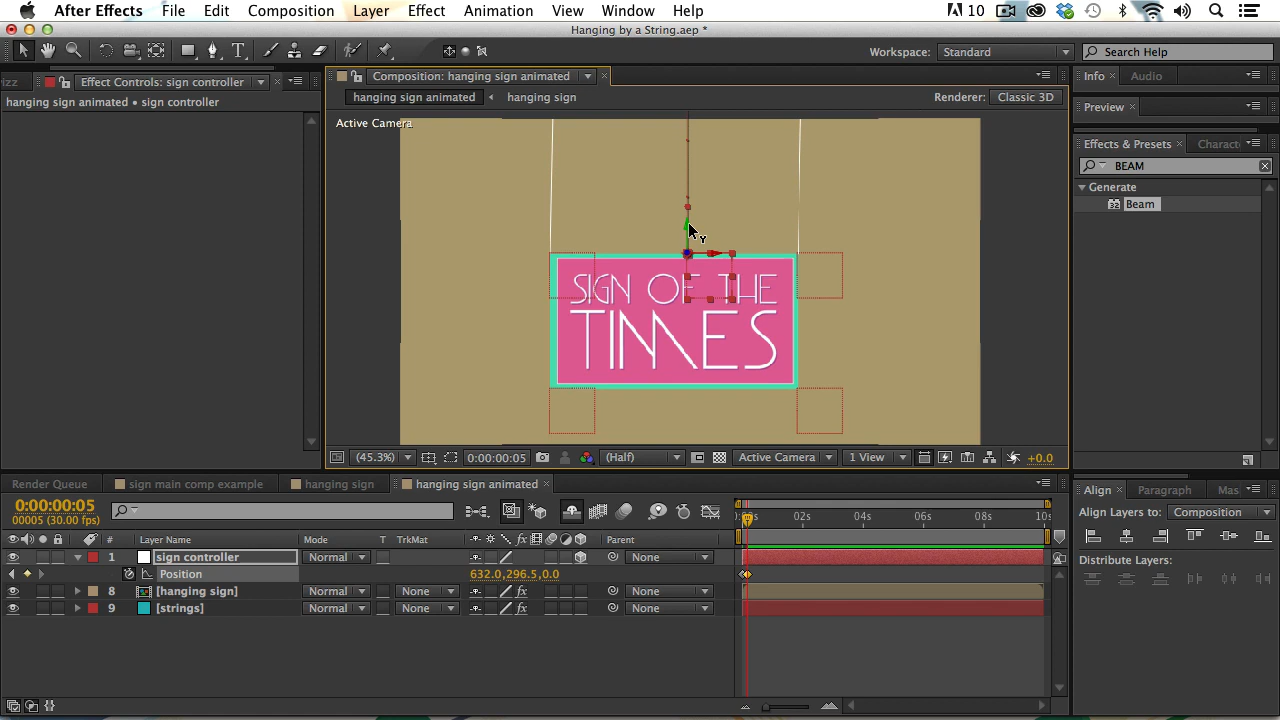 After Effects File Edit Composition Layer Effect Animation View Window Help 10
Hanging by a String.aep *
Workspace: Standard Search Help
Effect Controls: sign controller
Composition: hanging sign animated
Info Audio
hanging sign animated • sign controller
hanging sign animated hanging sign
Renderer: Classic 3D
Preview
Active Camera
Effects & Presets
BEAM
Generate
32 Beam
Y
SIGN OF THE
TIMES
(45.3%) 0:00:00:05 (Half) Active Camera 1 View +0.0
Render Queue sign main comp example hanging sign hanging sign animated
Align Paragraph Mas
0:00:00:05
00005 (30.00 fps)
02s 04s 06s 08s 10s
Align Layers to: Composition
# Layer Name Mode T TrkMat Parent
1 sign controller Normal None
Distribute Layers:
Position 632.0,296.5,0.0
8 [hanging sign] Normal None None
9 [strings] Normal None None